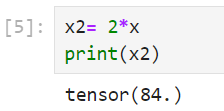 [5]: x2= 2*x
print(x2)
tensor(84.)